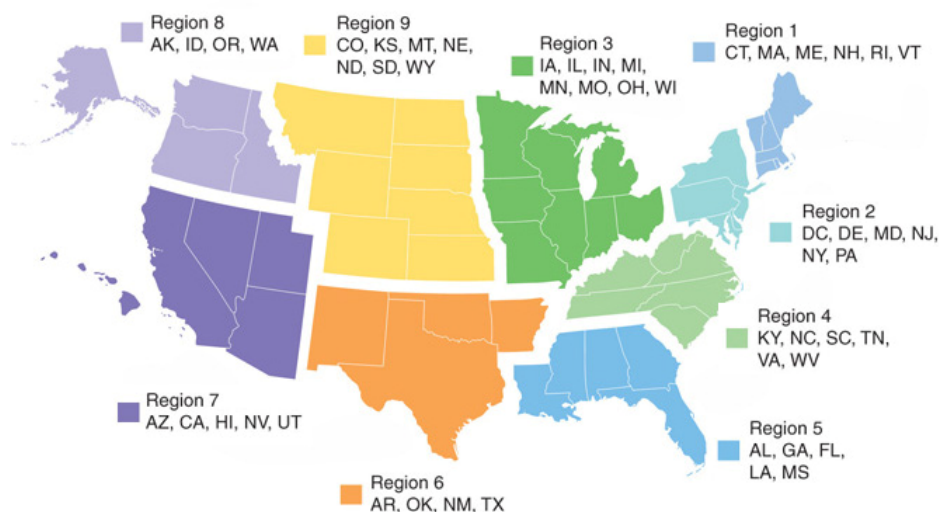 Region 8
AK, ID, OR, WA
Region 9
CO, KS, MT, NE,
ND, SD, WY
Region 3
IA, IL, IN, MI,
MN, MO, OH, WI
Region 1
CT, MA, ME, NH, RI, VT
Region 2
DC, DE, MD, NJ,
NY, PA
Region 4
KY, NC, SC, TN,
VA, WV
Region 7
AZ, CA, HI, NV, UT
Region 5
AL, GA, FL,
LA, MS
Region 6
AR, OK, NM, TX